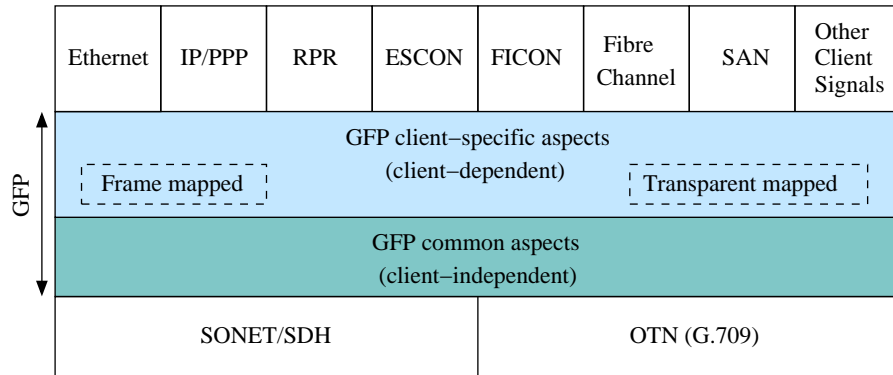 Ethernet
IP/PPP
RPR
ESCON
FICON
Fibre
Channel
SAN
Other
Client
Signals
GFP
GFP client−specific aspects
(client−dependent)
Frame mapped
Transparent mapped
GFP common aspects
(client−independent)
SONET/SDH
OTN (G.709)